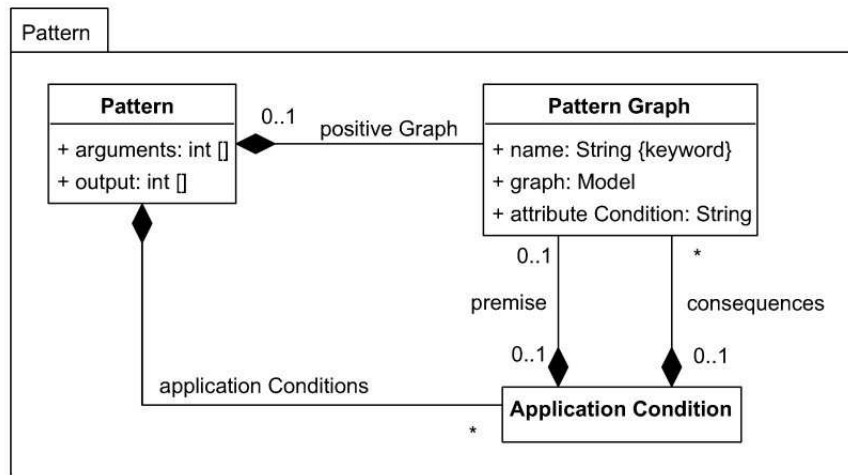 Pattern
Pattern
+ arguments: int []
+ output: int []
0..1
positive Graph
Pattern Graph
+ name: String {keyword}
+ graph: Model
+ attribute Condition: String
0..1
*
premise
consequences
0..1
0..1
application Conditions
*
Application Condition